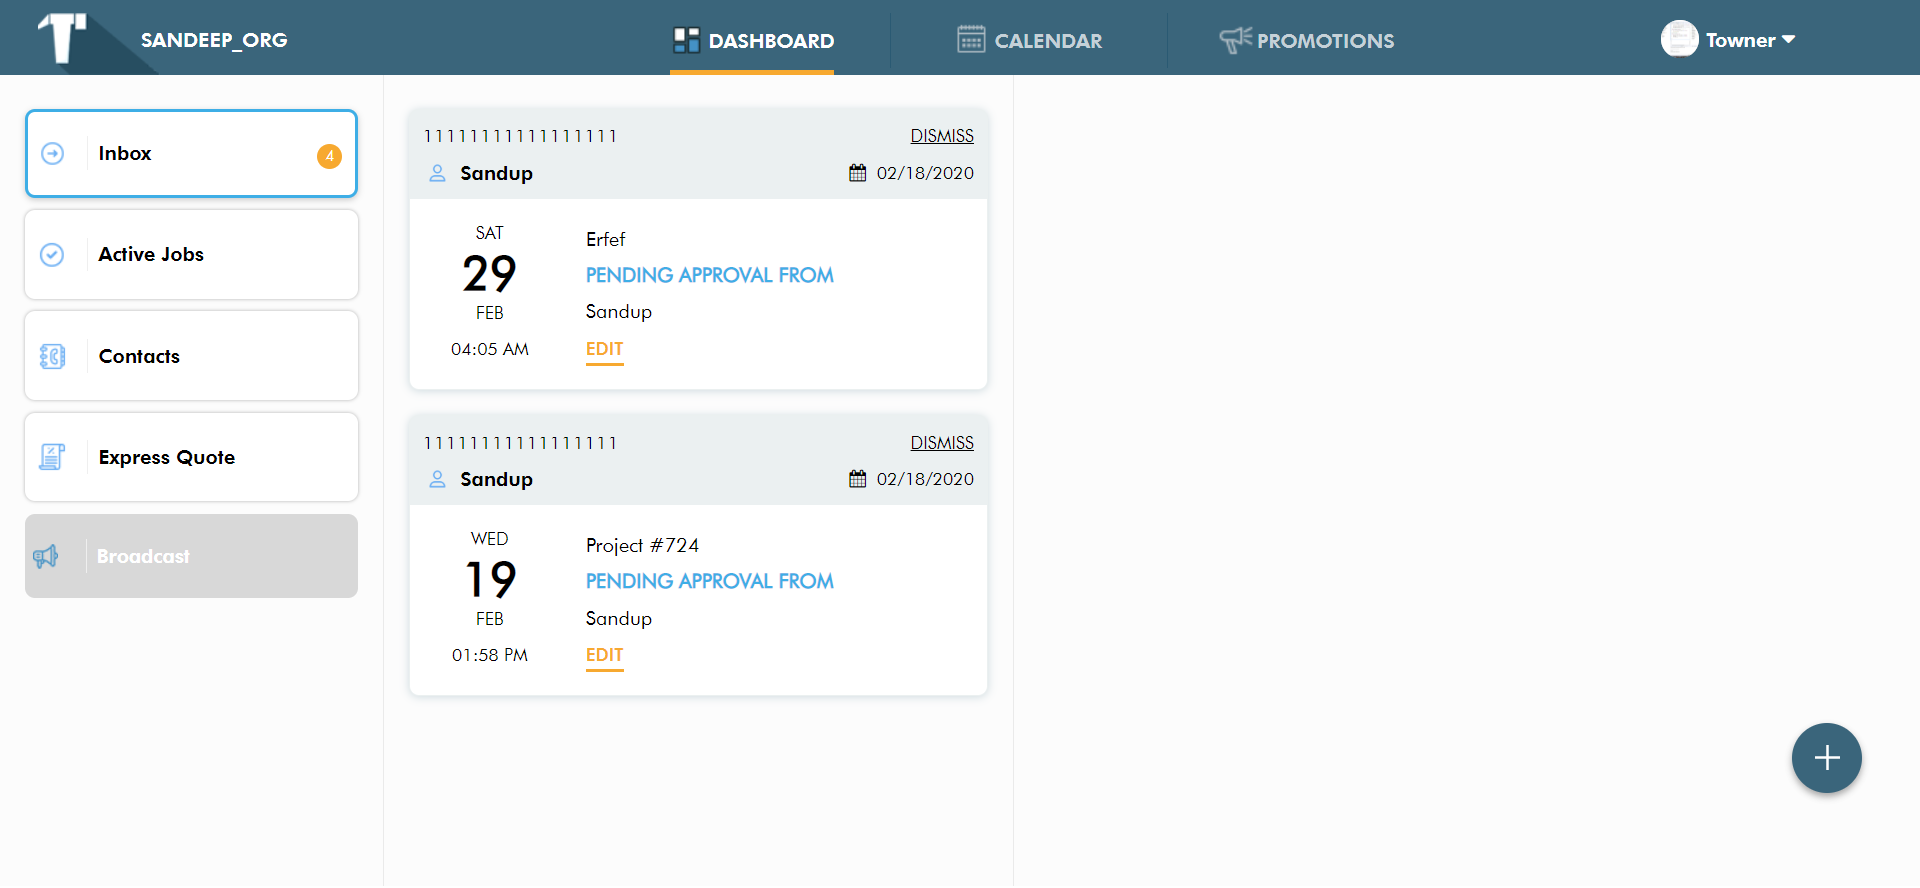 SANDEEP_ORG
DASHBOARD
CALENDAR
PROMOTIONS
Towner
Inbox
4
Active Jobs
Contacts
Express Quote
Broadcast
11111111111111111
DISMISS
Sandup
02/18/2020
SAT
29
FEB
04:05 AM
Erfef
PENDING APPROVAL FROM
Sandup
EDIT
11111111111111111
DISMISS
Sandup
02/18/2020
WED
19
FEB
01:58 PM
Project #724
PENDING APPROVAL FROM
Sandup
EDIT